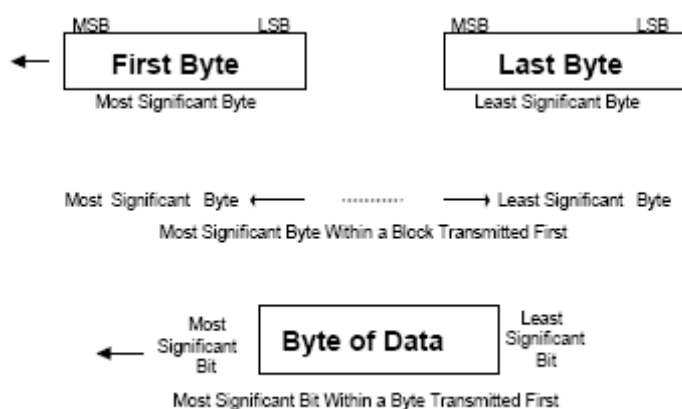 MSB LSB MSB LSB
First Byte Last Byte
Most Significant Byte Least Significant Byte
Most Significant Byte Least Significant Byte
Most Significant Byte Within a Block Transmitted First
Most
Significant
Bit
Byte of Data
Least
Significant
Bit
Most Significant Bit Within a Byte Transmitted First